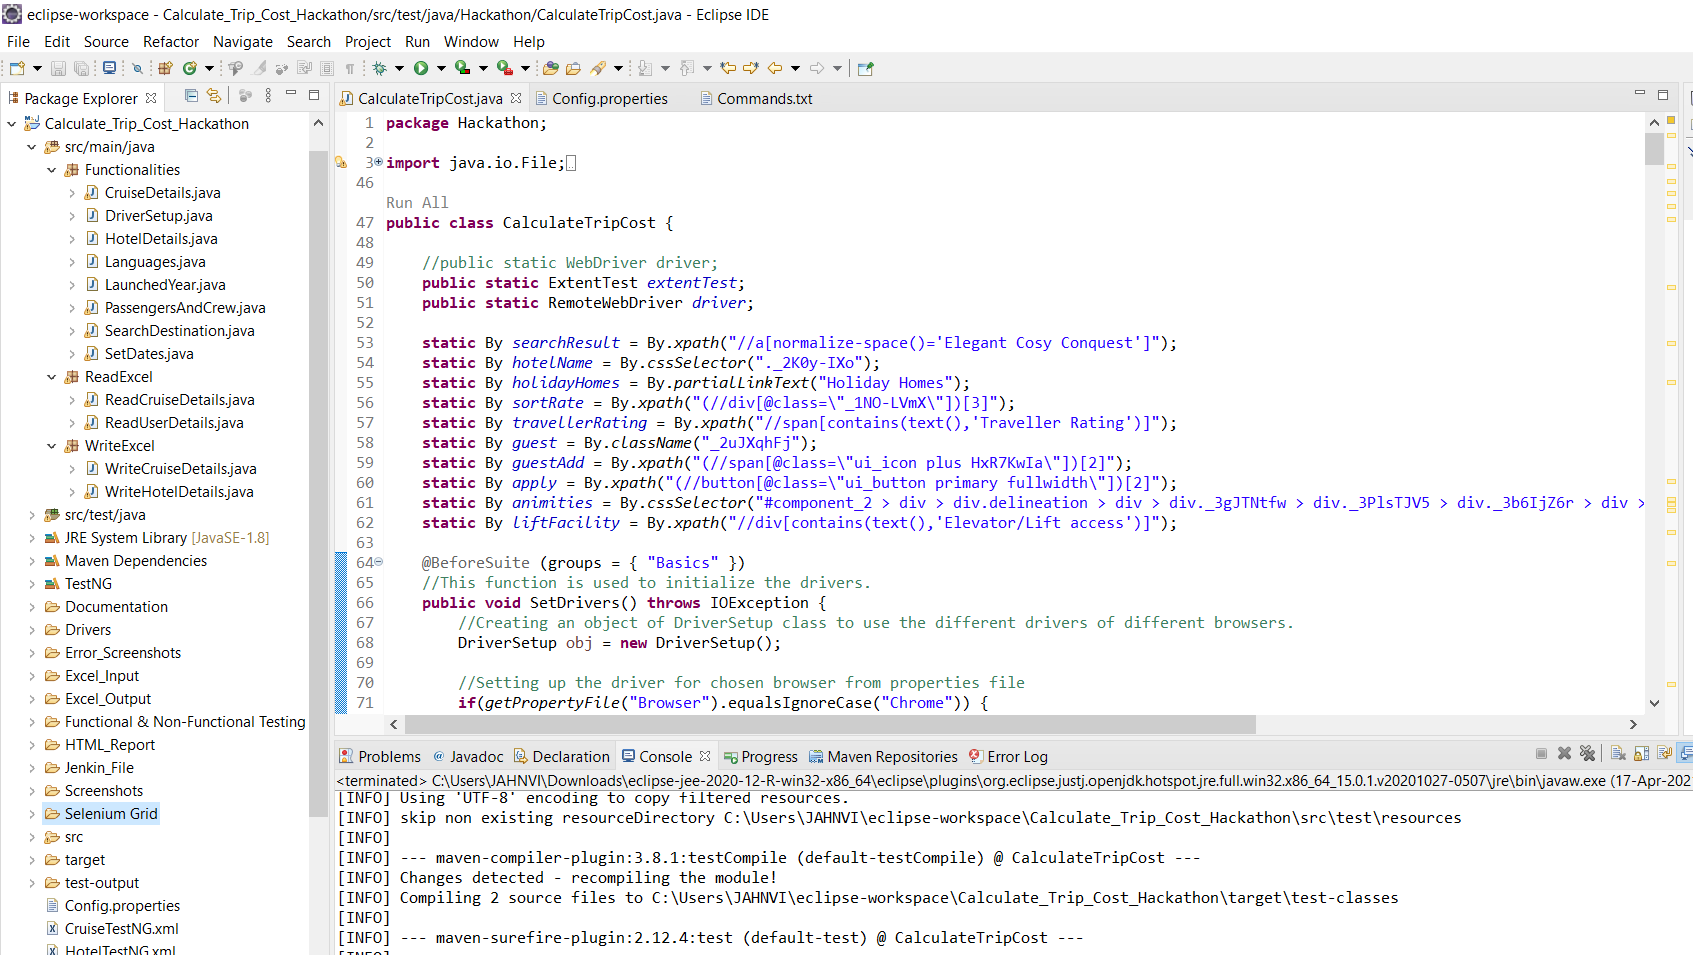 eclipse-workspace - Calculate_Trip_Cost_Hackathon/src/test/java/Hackathon/CalculateTripCost.java - Eclipse IDE
File Edit Source Refactor Navigate Search Project Run Window Help
Package Explorer
Calculate_Trip_Cost_Hackathon
src/main/java
Functionalities
CruiseDetails.java
DriverSetup.java
HotelDetails.java
Languages.java
LaunchedYear.java
PassengersAndCrew.java
SearchDestination.java
SetDates.java
ReadExcel
ReadCruiseDetails.java
ReadUserDetails.java
WriteExcel
WriteCruiseDetails.java
WriteHotelDetails.java
src/test/java
JRE System Library [JavaSE-1.8]
Maven Dependencies
TestNG
Documentation
Drivers
Error_Screenshots
Excel_Input
Excel_Output
Functional & Non-Functional Testing
HTML_Report
Jenkin_File
Screenshots
Selenium Grid
src
target
test-output
Config.properties
CruiseTestNG.xml
HotelTestNG.xml
CalculateTripCost.java Config.properties Commands.txt
1 package Hackathon;
2
3 import java.io.File;
46
Run All
47 public class CalculateTripCost {
48
49 //public static WebDriver driver;
50 public static ExtentTest extentTest;
51 public static RemoteWebDriver driver;
52
53 static By searchResult = By.xpath("//a[normalize-space()='Elegant Cosy Conquest']");
54 static By hotelName = By.cssSelector("._2K0y-IXo");
55 static By holidayHomes = By.partialLinkText("Holiday Homes");
56 static By sortRate = By.xpath("(//div[@class=\"_1NO-LVmX\"])[3]");
57 static By travellerRating = By.xpath("//span[contains(text(),'Traveller Rating')]");
58 static By guest = By.className("_2uJXqhFj");
59 static By guestAdd = By.xpath("(//span[@class=\"ui_icon plus HxR7KwIa\"])[2]");
60 static By apply = By.xpath("(//button[@class=\"ui_button primary fullwidth\"])[2]");
61 static By animities = By.cssSelector("#component_2 > div > div.delineation > div > div._3gJTNtfw > div._3PlsTJV5 > div._3b6IjZ6r > div >
62 static By liftFacility = By.xpath("//div[contains(text(),'Elevator/Lift access')]");
63
64 @BeforeSuite (groups = { "Basics" })
65 //This function is used to initialize the drivers.
66 public void SetDrivers() throws IOException {
67 //Creating an object of DriverSetup class to use the different drivers of different browsers.
68 DriverSetup obj = new DriverSetup();
69
70 //Setting up the driver for chosen browser from properties file
71 if(getPropertyFile("Browser").equalsIgnoreCase("Chrome")) {
Problems Javadoc Declaration Console Progress Maven Repositories Error Log
<terminated> C:\Users\JAHNVI\Downloads\eclipse-jee-2020-12-R-win32-x86_64\eclipse\plugins\org.eclipse.justj.openjdk.hotspot.jre.full.win32.x86_64_15.0.1.v20201027-0507\jre\bin\javaw.exe (17-Apr-202
[INFO] Using 'UTF-8' encoding to copy filtered resources.
[INFO] skip non existing resourceDirectory C:\Users\JAHNVI\eclipse-workspace\Calculate_Trip_Cost_Hackathon\src\test\resources
[INFO]
[INFO] --- maven-compiler-plugin:3.8.1:testCompile (default-testCompile) @ CalculateTripCost ---
[INFO] Changes detected - recompiling the module!
[INFO] Compiling 2 source files to C:\Users\JAHNVI\eclipse-workspace\Calculate_Trip_Cost_Hackathon\target\test-classes
[INFO]
[INFO] --- maven-surefire-plugin:2.12.4:test (default-test) @ CalculateTripCost ---